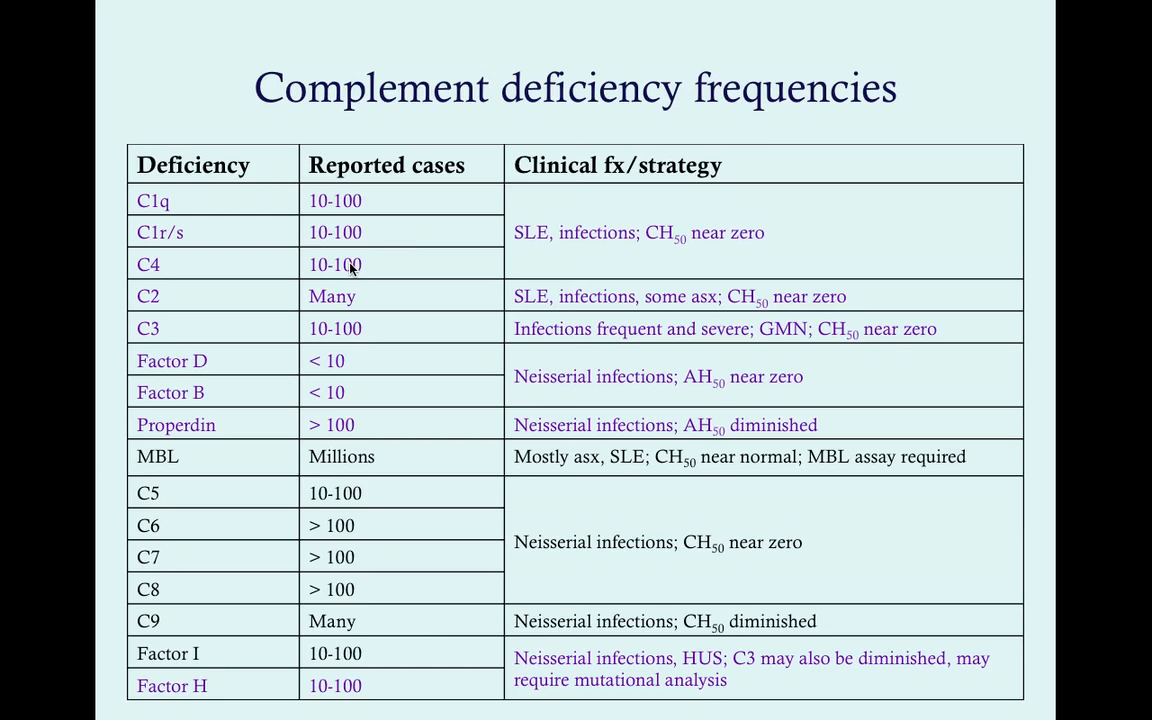 Complement deficiency frequencies
Deficiency Reported cases Clinical fx/strategy
C1q 10-100
C1r/s 10-100 SLE, infections; CH50 near zero
C4 10-100
C2 Many SLE, infections, some asx; CH50 near zero
C3 10-100 Infections frequent and severe; GMN; CH50 near zero
Factor D < 10
Neisserial infections; AH50 near zero
Factor B < 10
Properdin > 100 Neisserial infections; AH50 diminished
MBL Millions Mostly asx, SLE; CH50 near normal; MBL assay required
C5 10-100
C6 > 100
Neisserial infections; CH50 near zero
C7 > 100
C8 > 100
C9 Many Neisserial infections; CH50 diminished
Factor I 10-100
Neisserial infections, HUS; C3 may also be diminished, may
require mutational analysis
Factor H 10-100